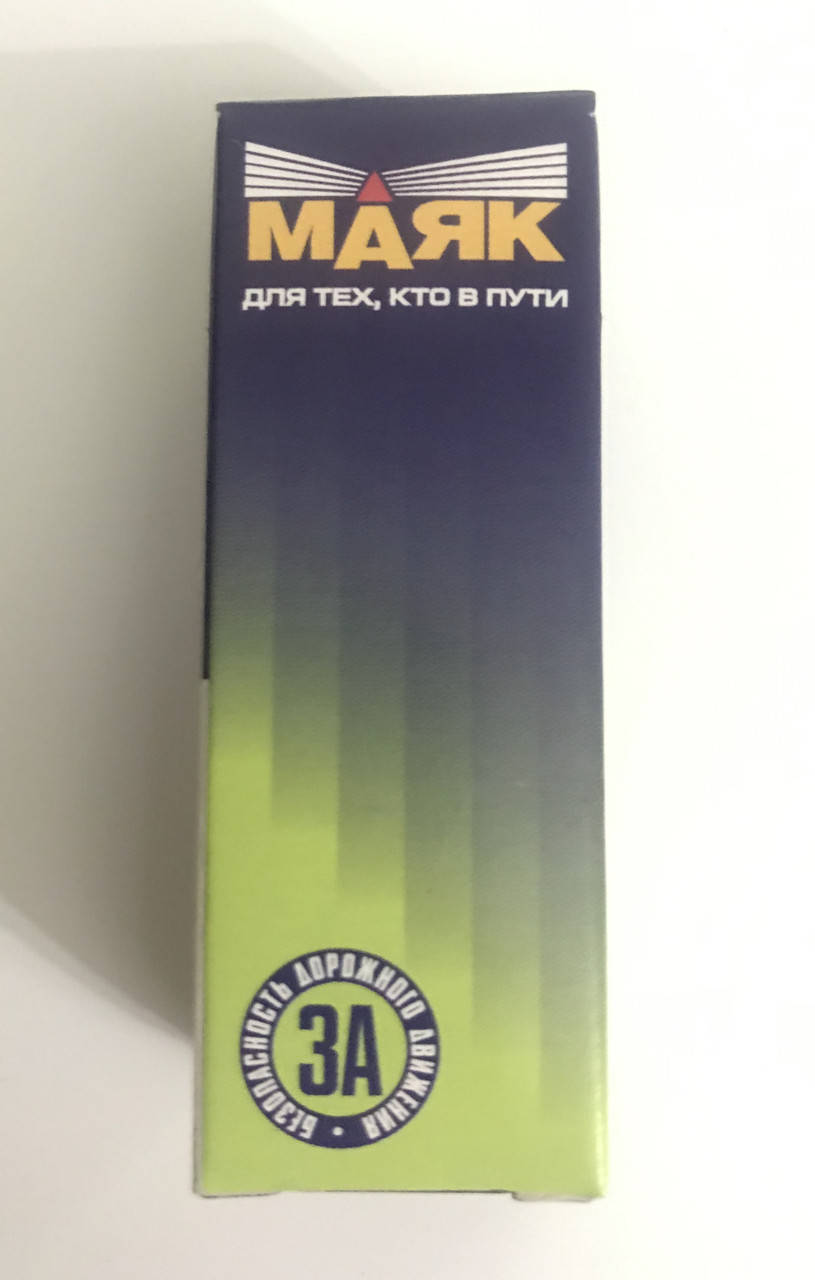 МАЯК
ДЛЯ ТЕХ, КТО В ПУТИ
БЕЗОПАСНОСТЬ ДОРОЖНОГО ДВИЖЕНИЯ •
ЗА